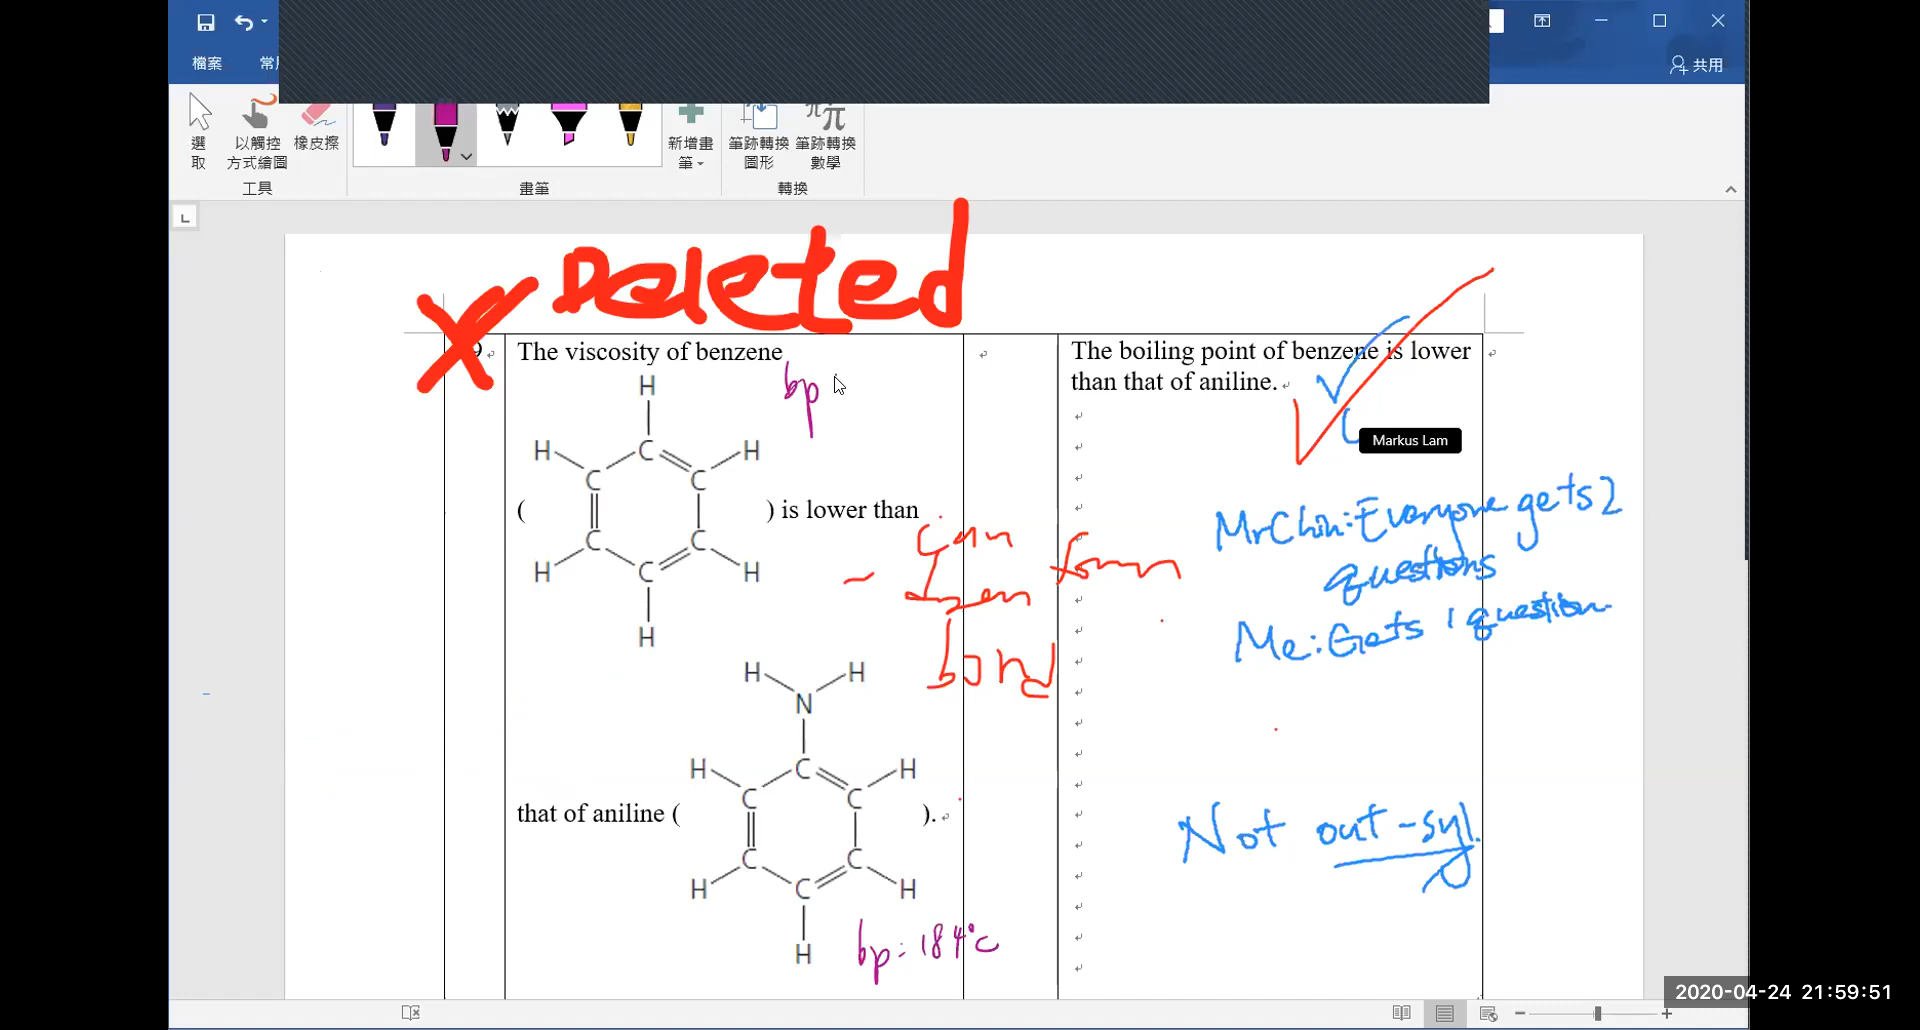 檔案
常用
共用
選取
以觸控方式繪圖
橡皮擦
新增畫筆
筆跡轉換圖形
筆跡轉換數學
工具
畫筆
轉換
Deleted
9
The viscosity of benzene
bp
H
H C H
C C
( ) is lower than
C C
H C H
H
H H
N
H C H
C C
that of aniline ( ).
C C
H C H
H
bp = 184°C
- can form
bond
The boiling point of benzene is lower
than that of aniline.
Markus Lam
Mr Chin: Everyone gets 2
questions
Me: Gets 1 question
Not out-syl.
2020-04-24 21:59:51